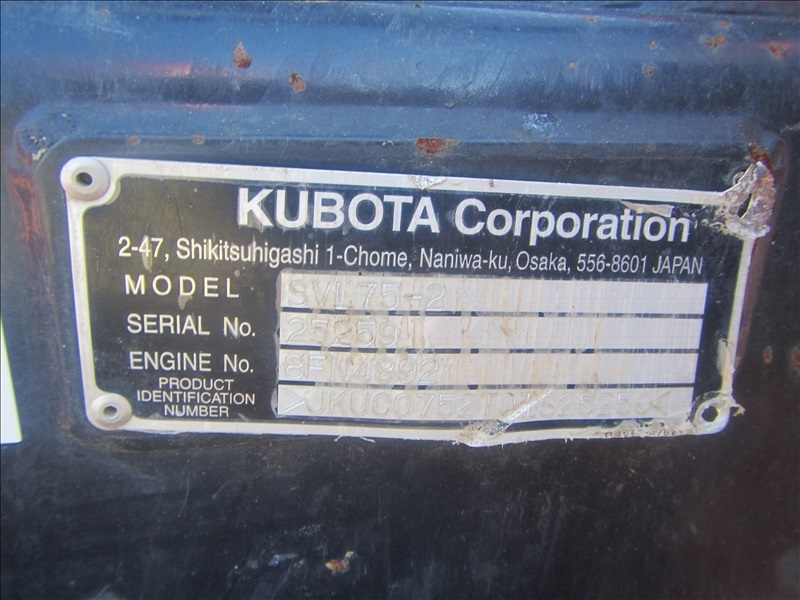 KUBOTA Corporation
2-47, Shikitsuhigashi 1-Chome, Naniwa-ku, Osaka, 556-8601 JAPAN
MODEL SVL75-2
SERIAL No. 25259
ENGINE No.
PRODUCT
IDENTIFICATION
NUMBER